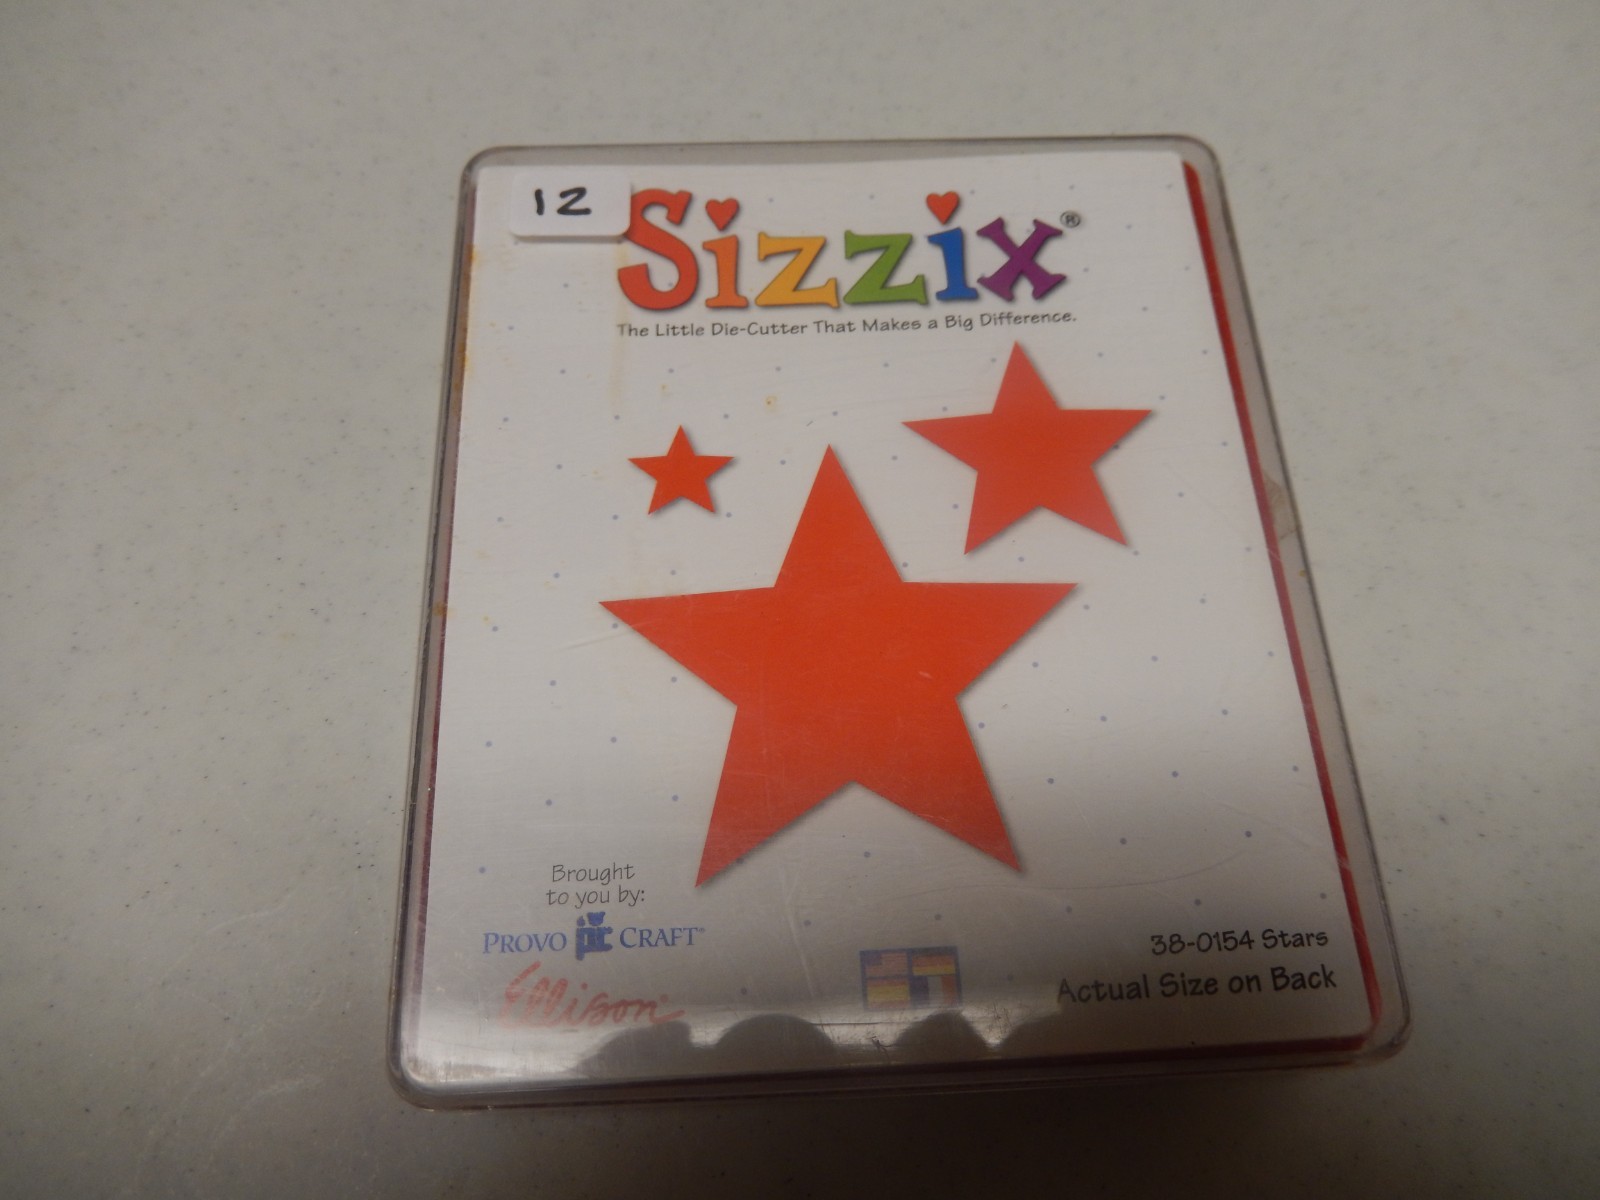 12
Sizzix®
The Little Die-Cutter That Makes a Big Difference.
Brought
to you by:
PROVO pc CRAFT®
Ellison®
38-0154 Stars
Actual Size on Back